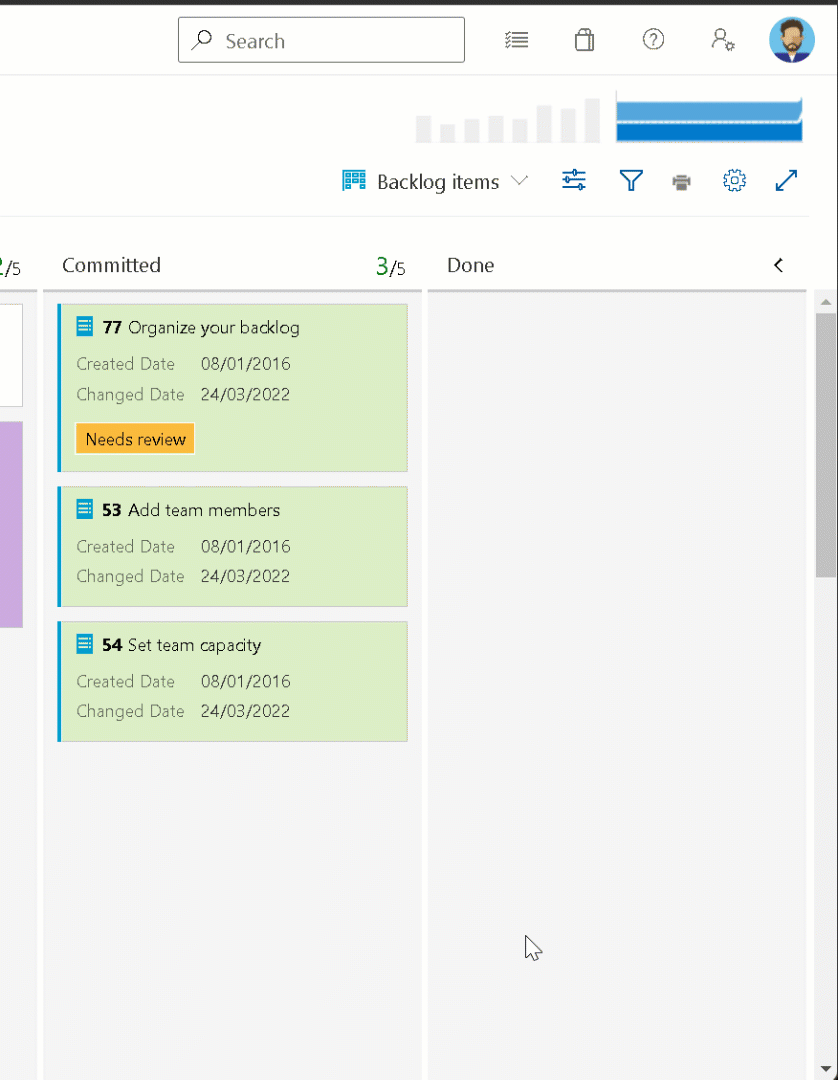 Search
Backlog items
2/5
Committed
3/5
Done
77 Organize your backlog
Created Date 08/01/2016
Changed Date 24/03/2022
Needs review
53 Add team members
Created Date 08/01/2016
Changed Date 24/03/2022
54 Set team capacity
Created Date 08/01/2016
Changed Date 24/03/2022